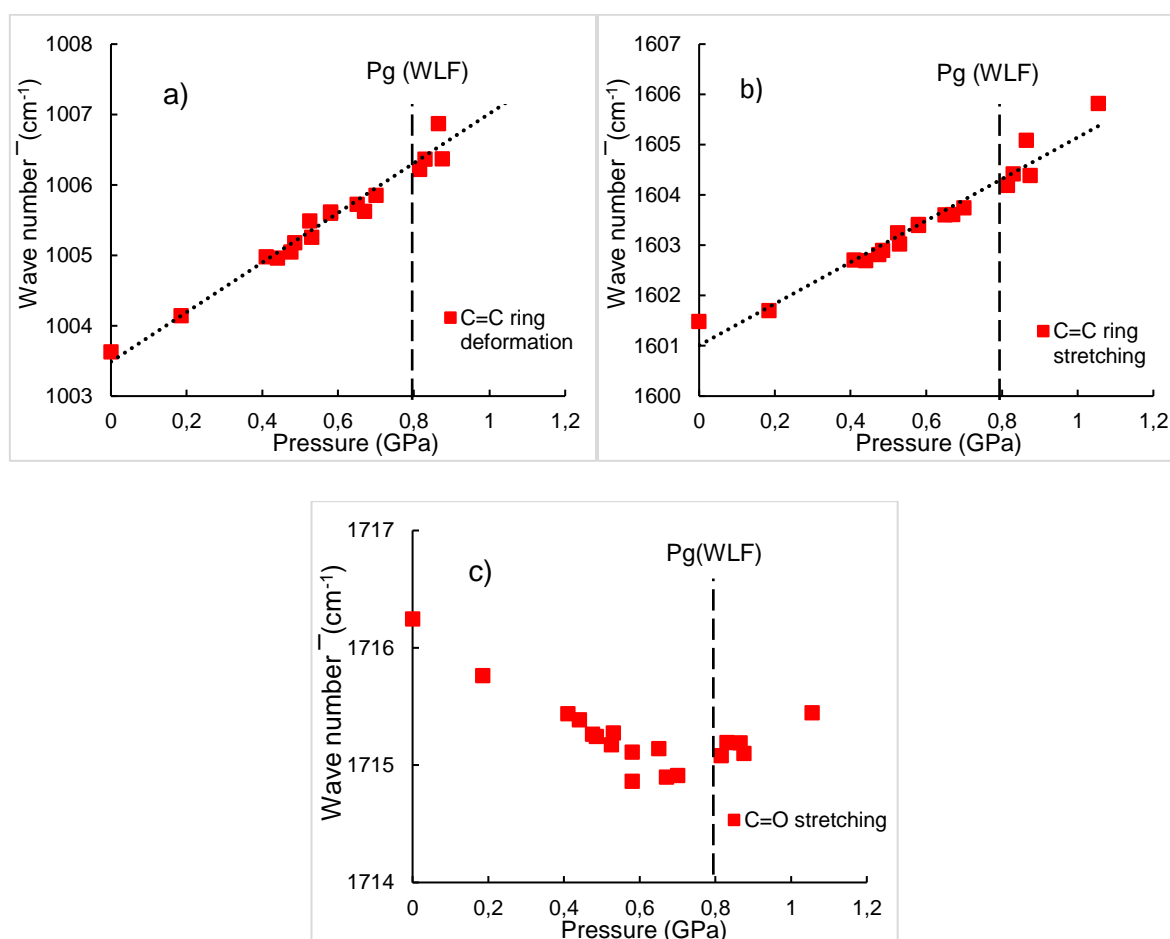 a)
Pg (WLF)
Wave number ¯ (cm⁻¹)
1008
1007
1006
1005
1004
1003
0 0,2 0,4 0,6 0,8 1 1,2
Pressure (GPa)
C=C ring
deformation
b)
Pg (WLF)
Wave number ¯ (cm⁻¹)
1607
1606
1605
1604
1603
1602
1601
1600
0 0,2 0,4 0,6 0,8 1 1,2
Pressure (GPa)
C=C ring
stretching
c)
Pg(WLF)
Wave number ¯ (cm⁻¹)
1717
1716
1715
1714
0 0,2 0,4 0,6 0,8 1 1,2
Pressure (GPa)
C=O stretching